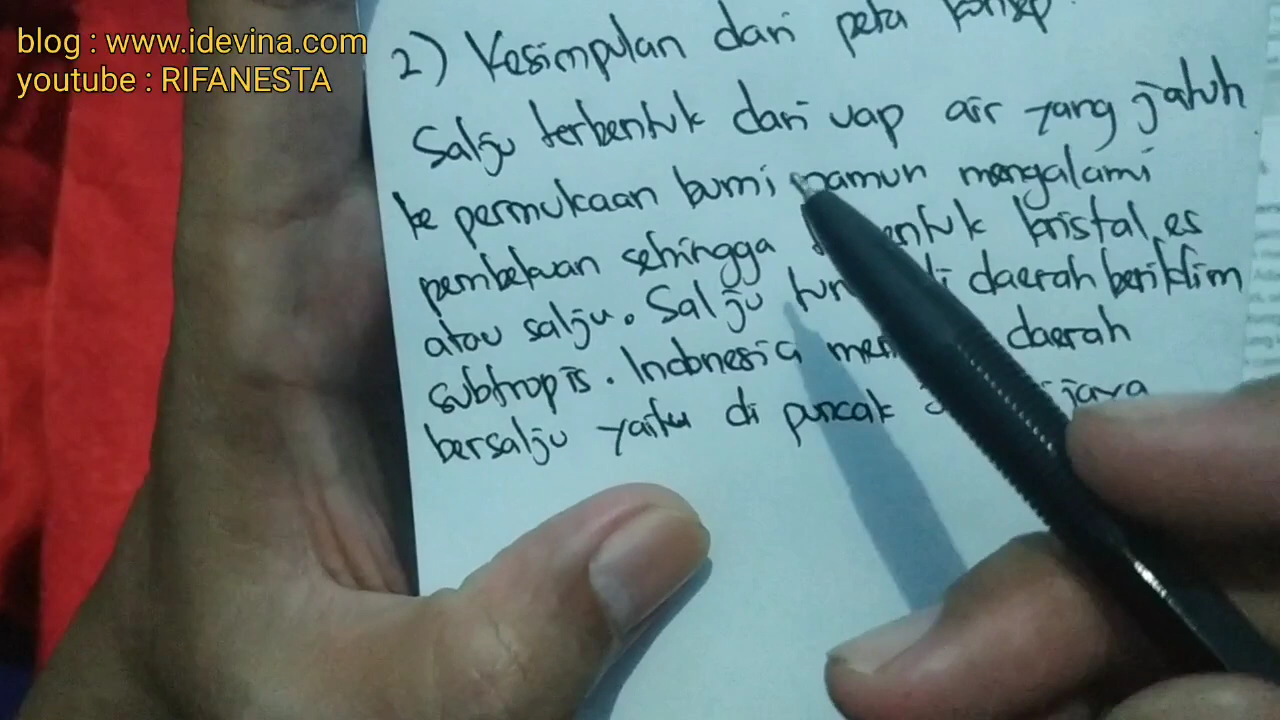 blog : www.idevina.com
youtube : RIFANESTA
2) Kesimpulan dari peta konsep
Salju terbentuk dari uap air yang jatuh
ke permukaan bumi namun mengalami
pembekuan sehingga kristal es
atau salju. Salju di daerah beriklim
subtropis. Indonesia daerah
bersalju yaitu di puncak